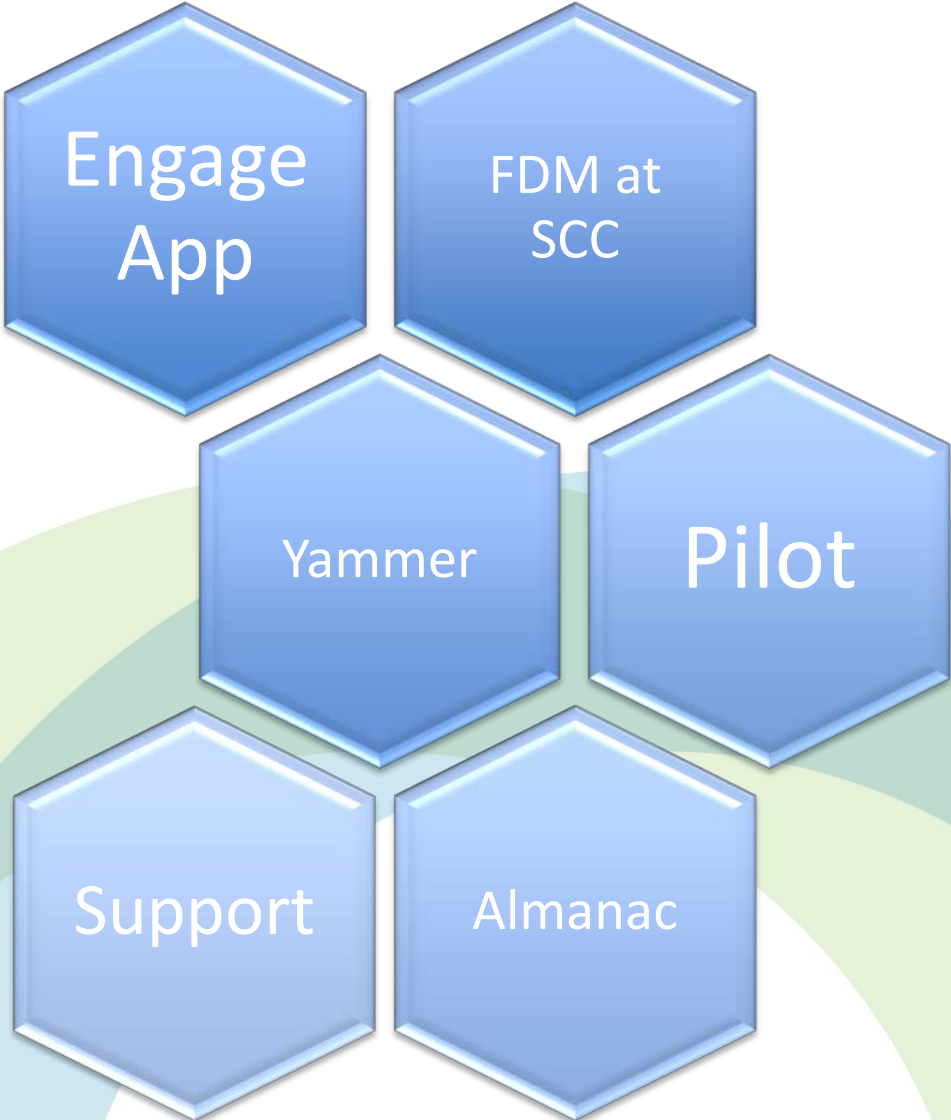 Engage
App
FDM at
SCC
Yammer
Pilot
Support
Almanac